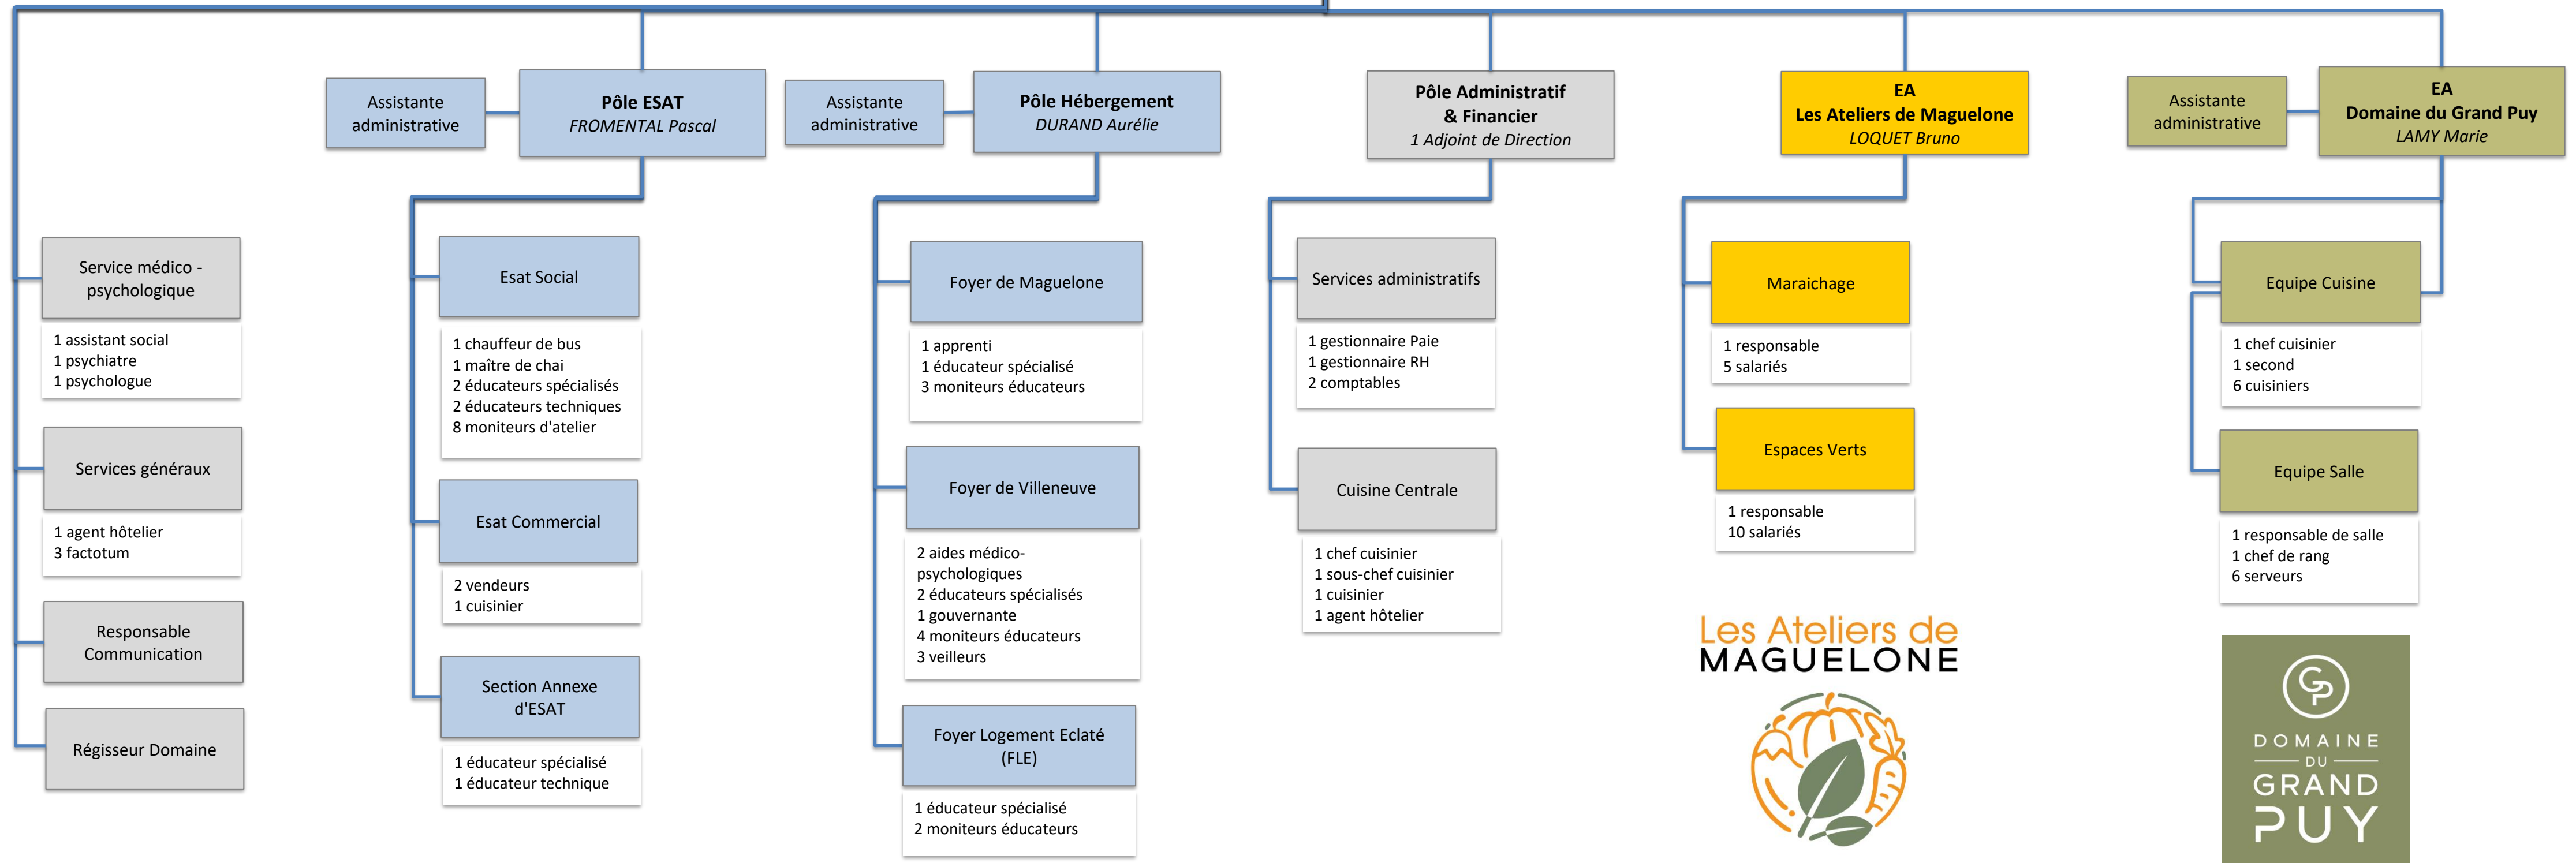 Assistante
administrative
Pôle ESAT
FROMENTAL Pascal
Assistante
administrative
Pôle Hébergement
DURAND Aurélie
Pôle Administratif
& Financier
1 Adjoint de Direction
EA
Les Ateliers de Maguelone
LOQUET Bruno
Assistante
administrative
EA
Domaine du Grand Puy
LAMY Marie
Service médico -
psychologique
1 assistant social
1 psychiatre
1 psychologue
Services généraux
1 agent hôtelier
3 factotum
Responsable
Communication
Régisseur Domaine
Esat Social
1 chauffeur de bus
1 maître de chai
2 éducateurs spécialisés
2 éducateurs techniques
8 moniteurs d'atelier
Esat Commercial
2 vendeurs
1 cuisinier
Section Annexe
d'ESAT
1 éducateur spécialisé
1 éducateur technique
Foyer de Maguelone
1 apprenti
1 éducateur spécialisé
3 moniteurs éducateurs
Foyer de Villeneuve
2 aides médico-
psychologiques
2 éducateurs spécialisés
1 gouvernante
4 moniteurs éducateurs
3 veilleurs
Foyer Logement Eclaté
(FLE)
1 éducateur spécialisé
2 moniteurs éducateurs
Services administratifs
1 gestionnaire Paie
1 gestionnaire RH
2 comptables
Cuisine Centrale
1 chef cuisinier
1 sous-chef cuisinier
1 cuisinier
1 agent hôtelier
Maraichage
1 responsable
5 salariés
Espaces Verts
1 responsable
10 salariés
Les Ateliers de
MAGUELONE
Equipe Cuisine
1 chef cuisinier
1 second
6 cuisiniers
Equipe Salle
1 responsable de salle
1 chef de rang
6 serveurs
GP
DOMAINE
DU
GRAND
PUY